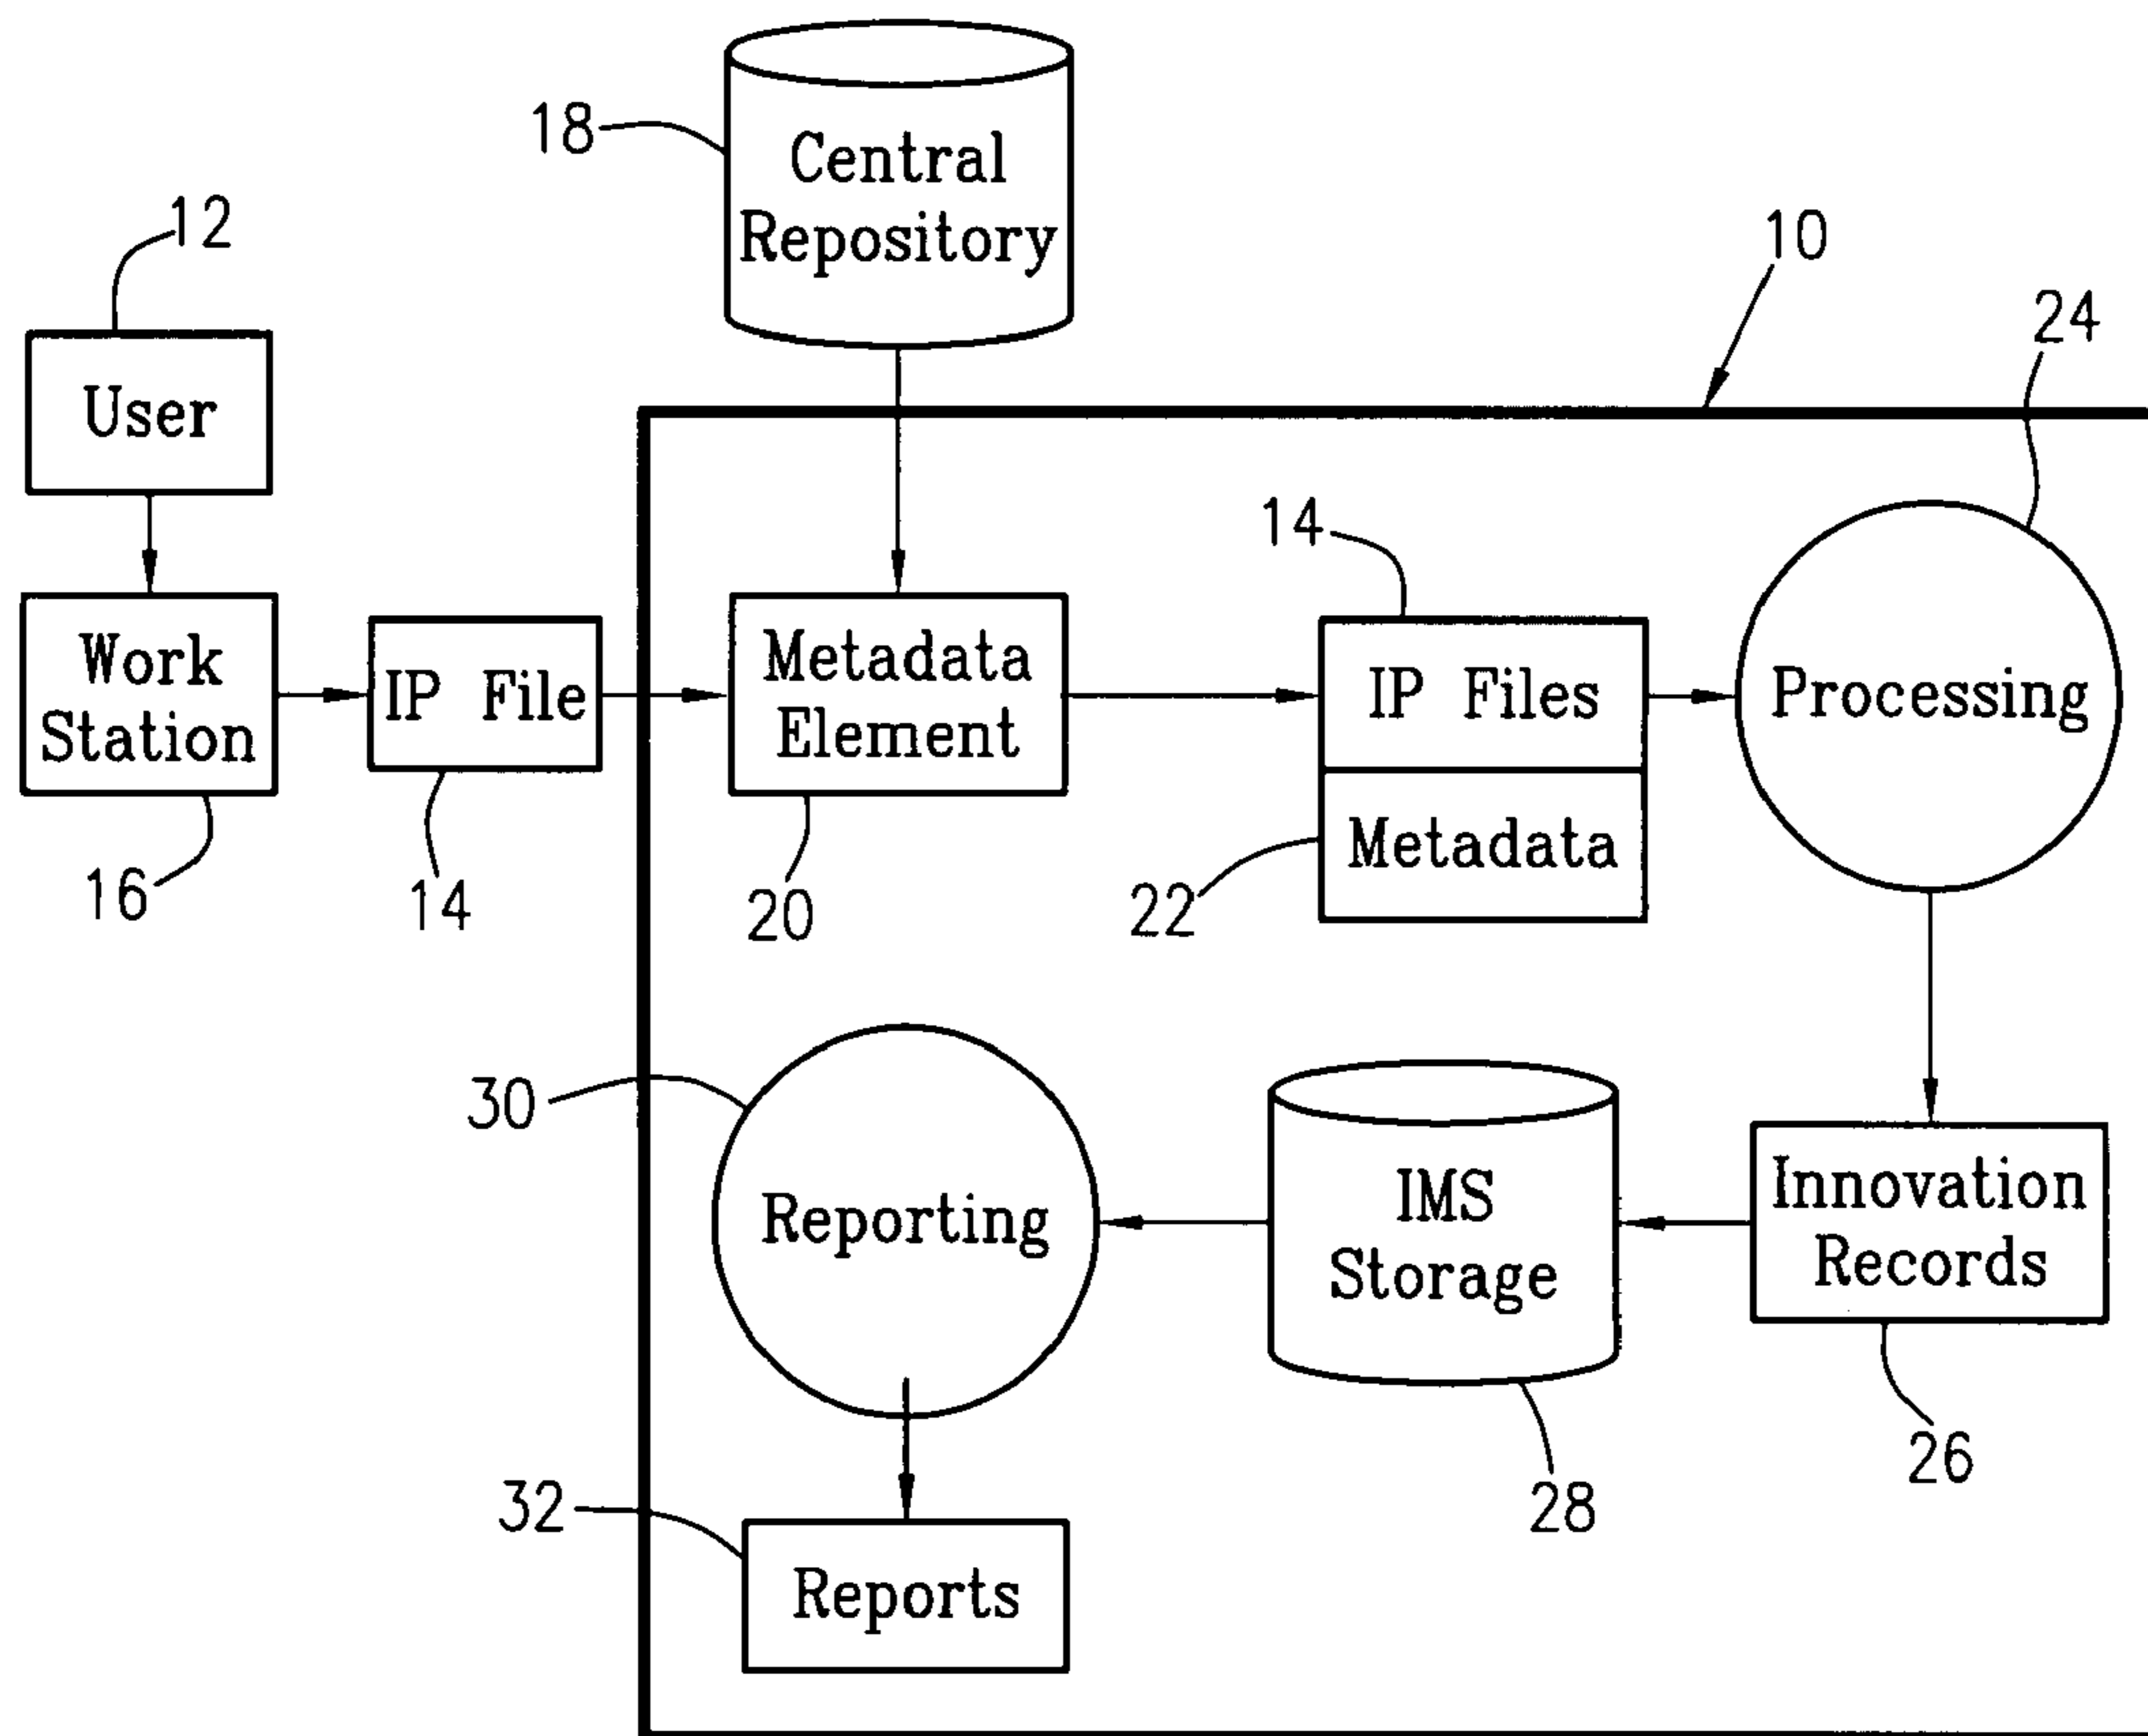 18
Central
Repository
12
10
24
User
14
Work
Station
IP File
Metadata
Element
IP Files
Processing
Metadata
16
14
20
22
30
Reporting
IMS
Storage
Innovation
Records
26
28
32
Reports